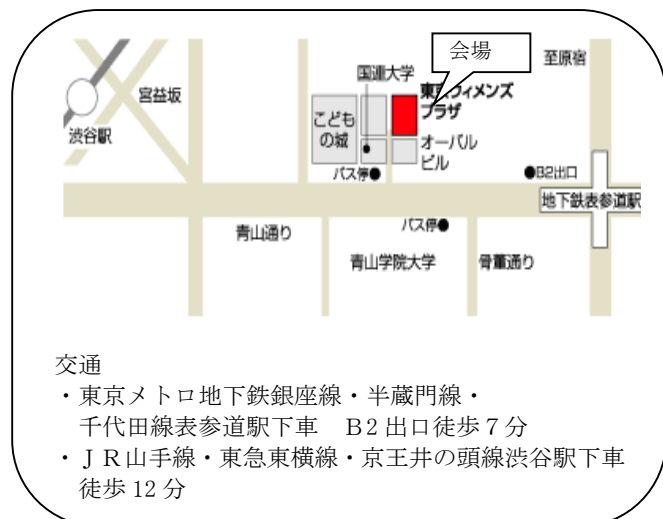 会場
至原宿
国連大学
宮益坂
東京ウィメンズ
プラザ
こども
の城
渋谷駅
オーバル
ビル
バス停●
●B2出口
地下鉄表参道駅
青山通り
バス停●
青山学院大学
骨董通り
交通
・東京メトロ地下鉄銀座線・半蔵門線・
千代田線表参道駅下車　Ｂ2 出口徒歩７分
・ＪＲ山手線・東急東横線・京王井の頭線渋谷駅下車
徒歩 12 分